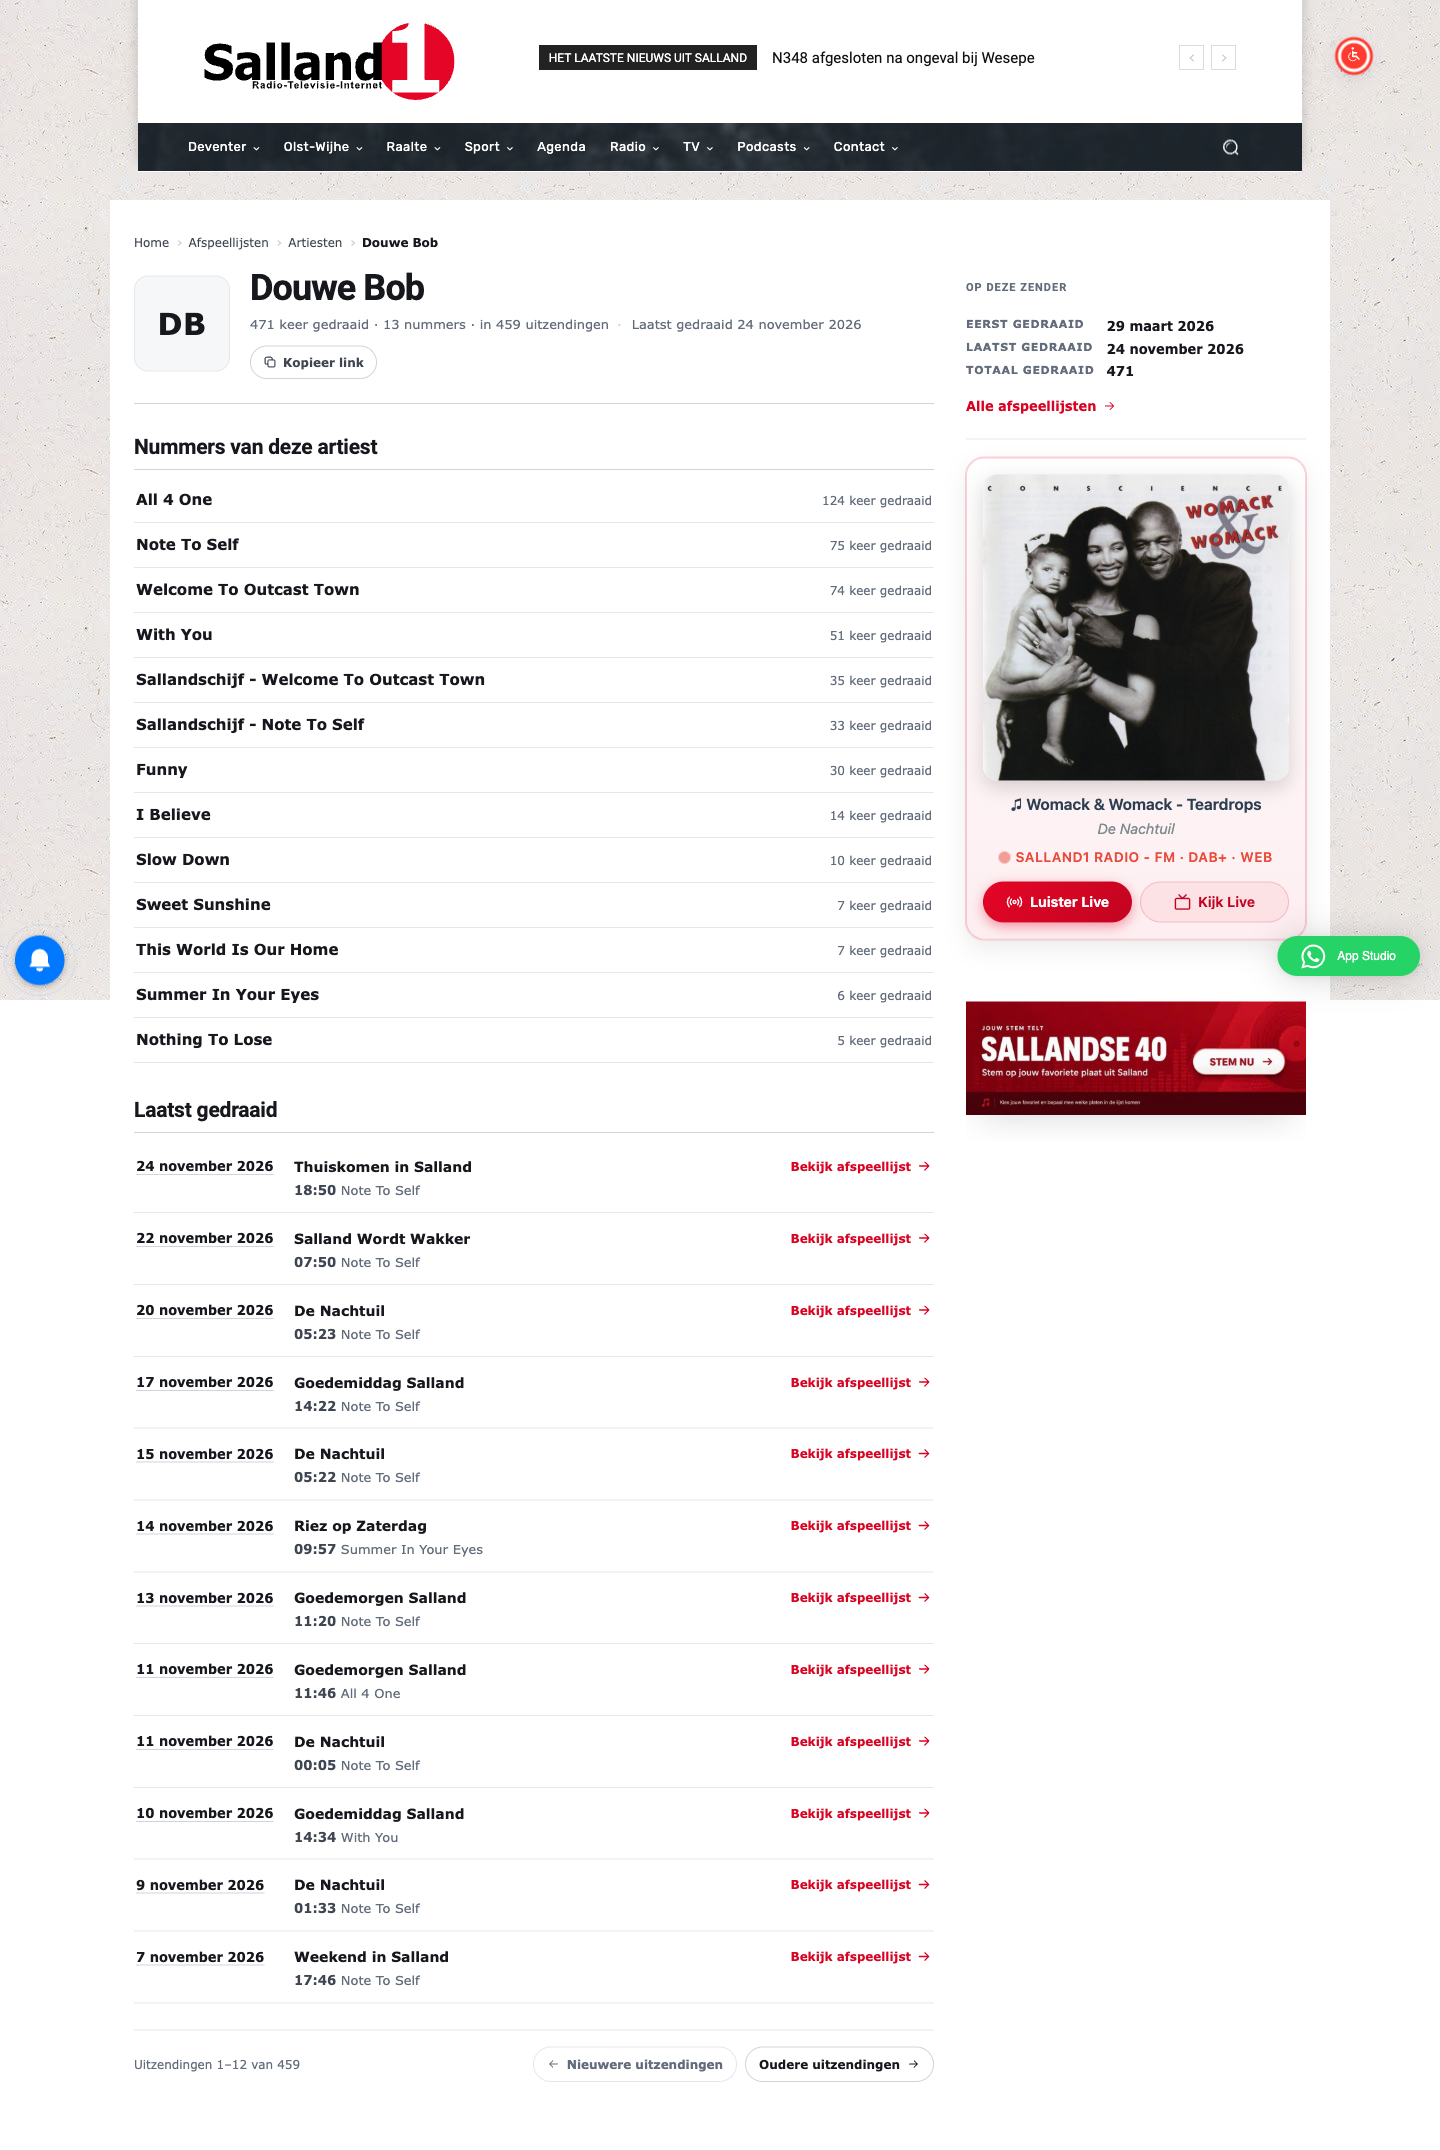 Salland1
Radio-Televisie-Internet
HET LAATSTE NIEUWS UIT SALLAND
N348 afgesloten na ongeval bij Wesepe
Deventer Olst-Wijhe Raalte Sport Agenda Radio TV Podcasts Contact
Home › Afspeellijsten › Artiesten › Douwe Bob
DB
Douwe Bob
471 keer gedraaid · 13 nummers · in 459 uitzendingen · Laatst gedraaid 24 november 2026
Kopieer link
Nummers van deze artiest
All 4 One 124 keer gedraaid
Note To Self 75 keer gedraaid
Welcome To Outcast Town 74 keer gedraaid
With You 51 keer gedraaid
Sallandschijf - Welcome To Outcast Town 35 keer gedraaid
Sallandschijf - Note To Self 33 keer gedraaid
Funny 30 keer gedraaid
I Believe 14 keer gedraaid
Slow Down 10 keer gedraaid
Sweet Sunshine 7 keer gedraaid
This World Is Our Home 7 keer gedraaid
Summer In Your Eyes 6 keer gedraaid
Nothing To Lose 5 keer gedraaid
Laatst gedraaid
24 november 2026 Thuiskomen in Salland Bekijk afspeellijst →
18:50 Note To Self
22 november 2026 Salland Wordt Wakker Bekijk afspeellijst →
07:50 Note To Self
20 november 2026 De Nachtuil Bekijk afspeellijst →
05:23 Note To Self
17 november 2026 Goedemiddag Salland Bekijk afspeellijst →
14:22 Note To Self
15 november 2026 De Nachtuil Bekijk afspeellijst →
05:22 Note To Self
14 november 2026 Riez op Zaterdag Bekijk afspeellijst →
09:57 Summer In Your Eyes
13 november 2026 Goedemorgen Salland Bekijk afspeellijst →
11:20 Note To Self
11 november 2026 Goedemorgen Salland Bekijk afspeellijst →
11:46 All 4 One
11 november 2026 De Nachtuil Bekijk afspeellijst →
00:05 Note To Self
10 november 2026 Goedemiddag Salland Bekijk afspeellijst →
14:34 With You
9 november 2026 De Nachtuil Bekijk afspeellijst →
01:33 Note To Self
7 november 2026 Weekend in Salland Bekijk afspeellijst →
17:46 Note To Self
Uitzendingen 1–12 van 459
← Nieuwere uitzendingen
Oudere uitzendingen →
OP DEZE ZENDER
EERST GEDRAAID 29 maart 2026
LAATST GEDRAAID 24 november 2026
TOTAAL GEDRAAID 471
Alle afspeellijsten →
CONSCIENCE
WOMACK
&
WOMACK
Womack & Womack - Teardrops
De Nachtuil
SALLAND1 RADIO - FM · DAB+ · WEB
Luister Live
Kijk Live
App Studio
JOUW STEM TELT
SALLANDSE 40
Stem op jouw favoriete plaat uit Salland
STEM NU →
Kies jouw favoriet en bepaal mee welke platen in de lijst komen